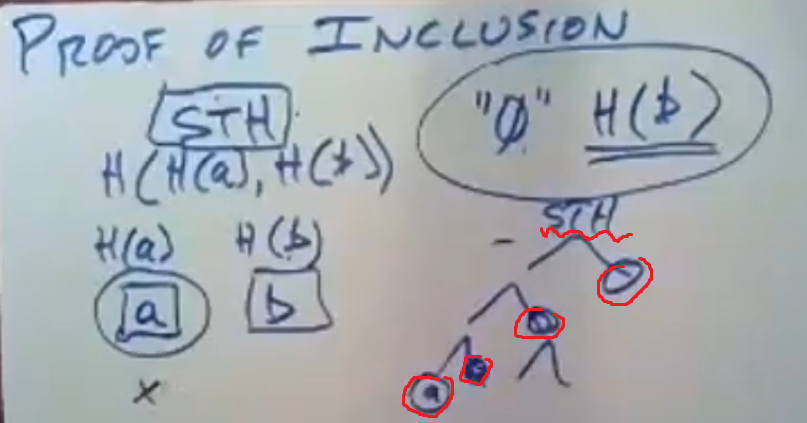 PROOF OF INCLUSION
STH
"Ø" H(b)
H(H(a), H(b))
STH
H(a) H(b)
a b
a
x